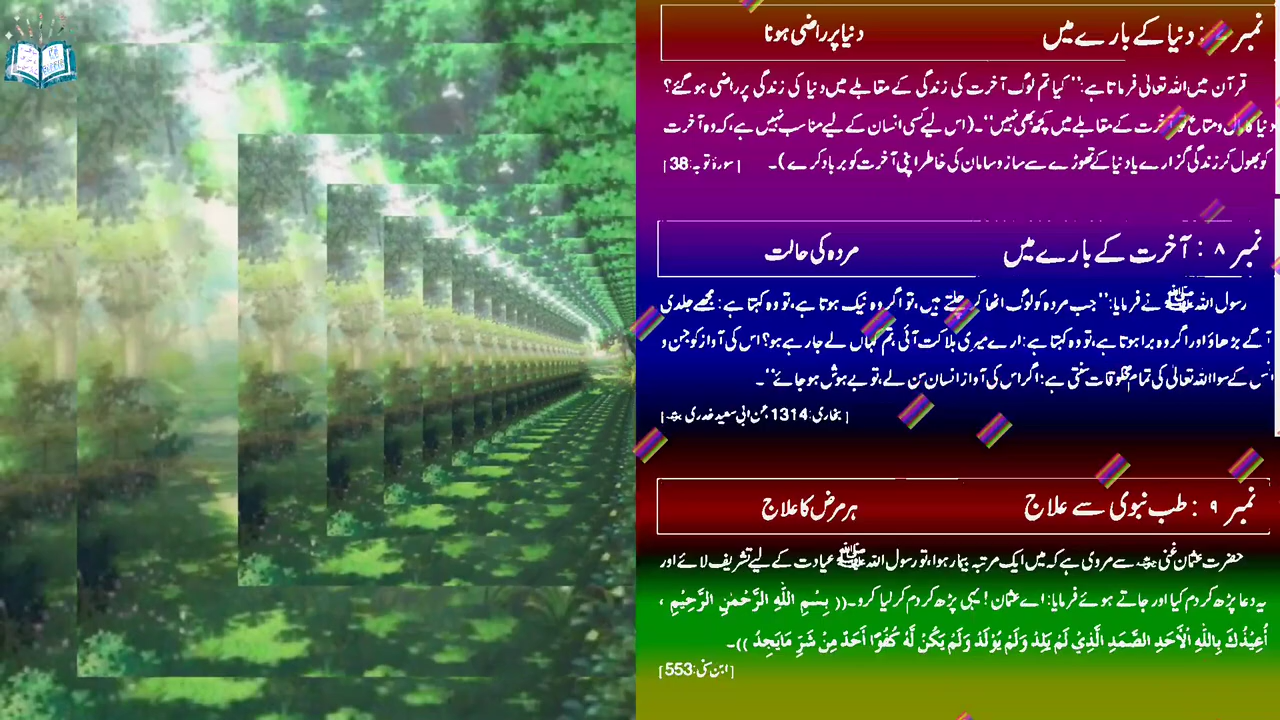 نمبر : دنیا کے بارے میں دنیا پر راضی ہونا
قرآن میں اللہ تعالیٰ فرماتا ہے: "کیا تم لوگ آخرت کی زندگی کے مقابلے میں دنیا کی زندگی پر راضی ہو گئے؟
دنیا کا مال و متاع تو آخرت کے مقابلے میں کچھ بھی نہیں"۔ (اس لیے کسی انسان کے لیے مناسب نہیں ہے، کہ وہ آخرت
کو بھول کر زندگی گزارے یا دنیا کے تھوڑے سے ساز و سامان کی خاطر اپنی آخرت کو برباد کرے)۔ [سورۂ توبہ: 38]
نمبر ۸ : آخرت کے بارے میں مردہ کی حالت
رسول اللہ ﷺ نے فرمایا: "جب مردہ کو لوگ اٹھا کر چلتے ہیں، تو اگر وہ نیک ہوتا ہے، تو وہ کہتا ہے: مجھے جلدی
آگے بڑھاؤ اور اگر وہ برا ہوتا ہے، تو وہ کہتا ہے: ارے میری ہلاکت آئی، تم کہاں لے جا رہے ہو؟ اس کی آواز کو جن و
انس کے سوا اللہ تعالیٰ کی تمام مخلوقات سنتی ہے؛ اگر اس کی آواز انسان سن لے، تو بے ہوش ہو جائے"۔
[بخاری: 1314، عن ابی سعید خدری ؓ]
نمبر ۹ : طب نبوی سے علاج ہر مرض کا علاج
حضرت عثمان غنی ؓ سے مروی ہے کہ میں ایک مرتبہ بیمار ہوا، تو رسول اللہ ﷺ عیادت کے لیے تشریف لائے اور
یہ دعا پڑھ کر دم کیا اور جاتے ہوئے فرمایا: اے عثمان! یہی پڑھ کر دم کر لیا کرو۔ ((بِسْمِ اللّٰهِ الرَّحْمٰنِ الرَّحِيْمِ ،
أُعِيْذُكَ بِاللّٰهِ الْأَحَدِ الصَّمَدِ الَّذِيْ لَمْ يَلِدْ وَلَمْ يُوْلَدْ وَلَمْ يَكُنْ لَّهُ كُفُوًا أَحَدٌ مِنْ شَرِّ مَا يَجِدُ))۔
[ابن سنی: 553]